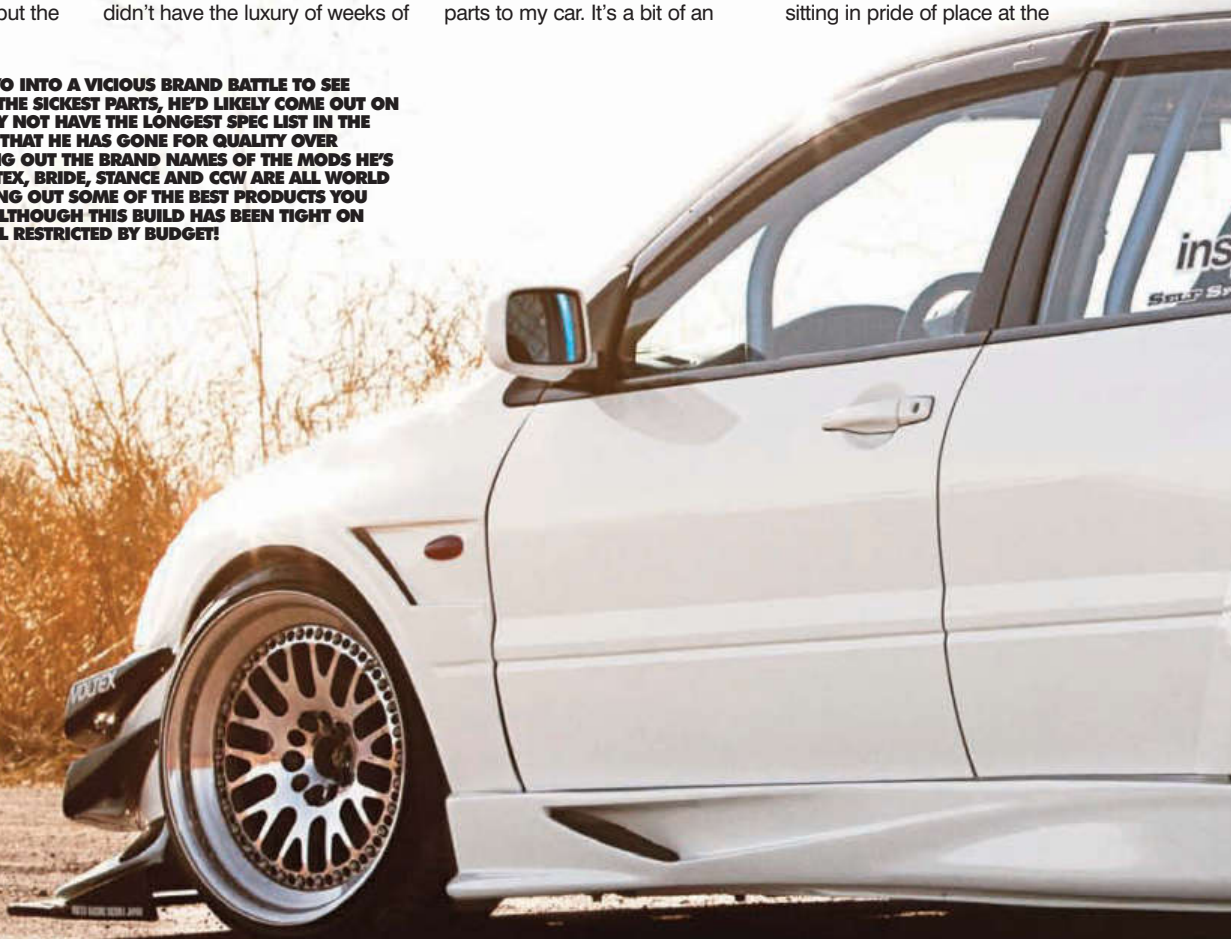 out the
didn't have the luxury of weeks of
parts to my car. It's a bit of an
sitting in pride of place at the
O INTO A VICIOUS BRAND BATTLE TO SEE
THE SICKEST PARTS, HE'D LIKELY COME OUT ON
Y NOT HAVE THE LONGEST SPEC LIST IN THE
THAT HE HAS GONE FOR QUALITY OVER
G OUT THE BRAND NAMES OF THE MODS HE'S
TEX, BRIDE, STANCE AND CCW ARE ALL WORLD
NG OUT SOME OF THE BEST PRODUCTS YOU
LTHOUGH THIS BUILD HAS BEEN TIGHT ON
L RESTRICTED BY BUDGET!
ins
VOLTEX